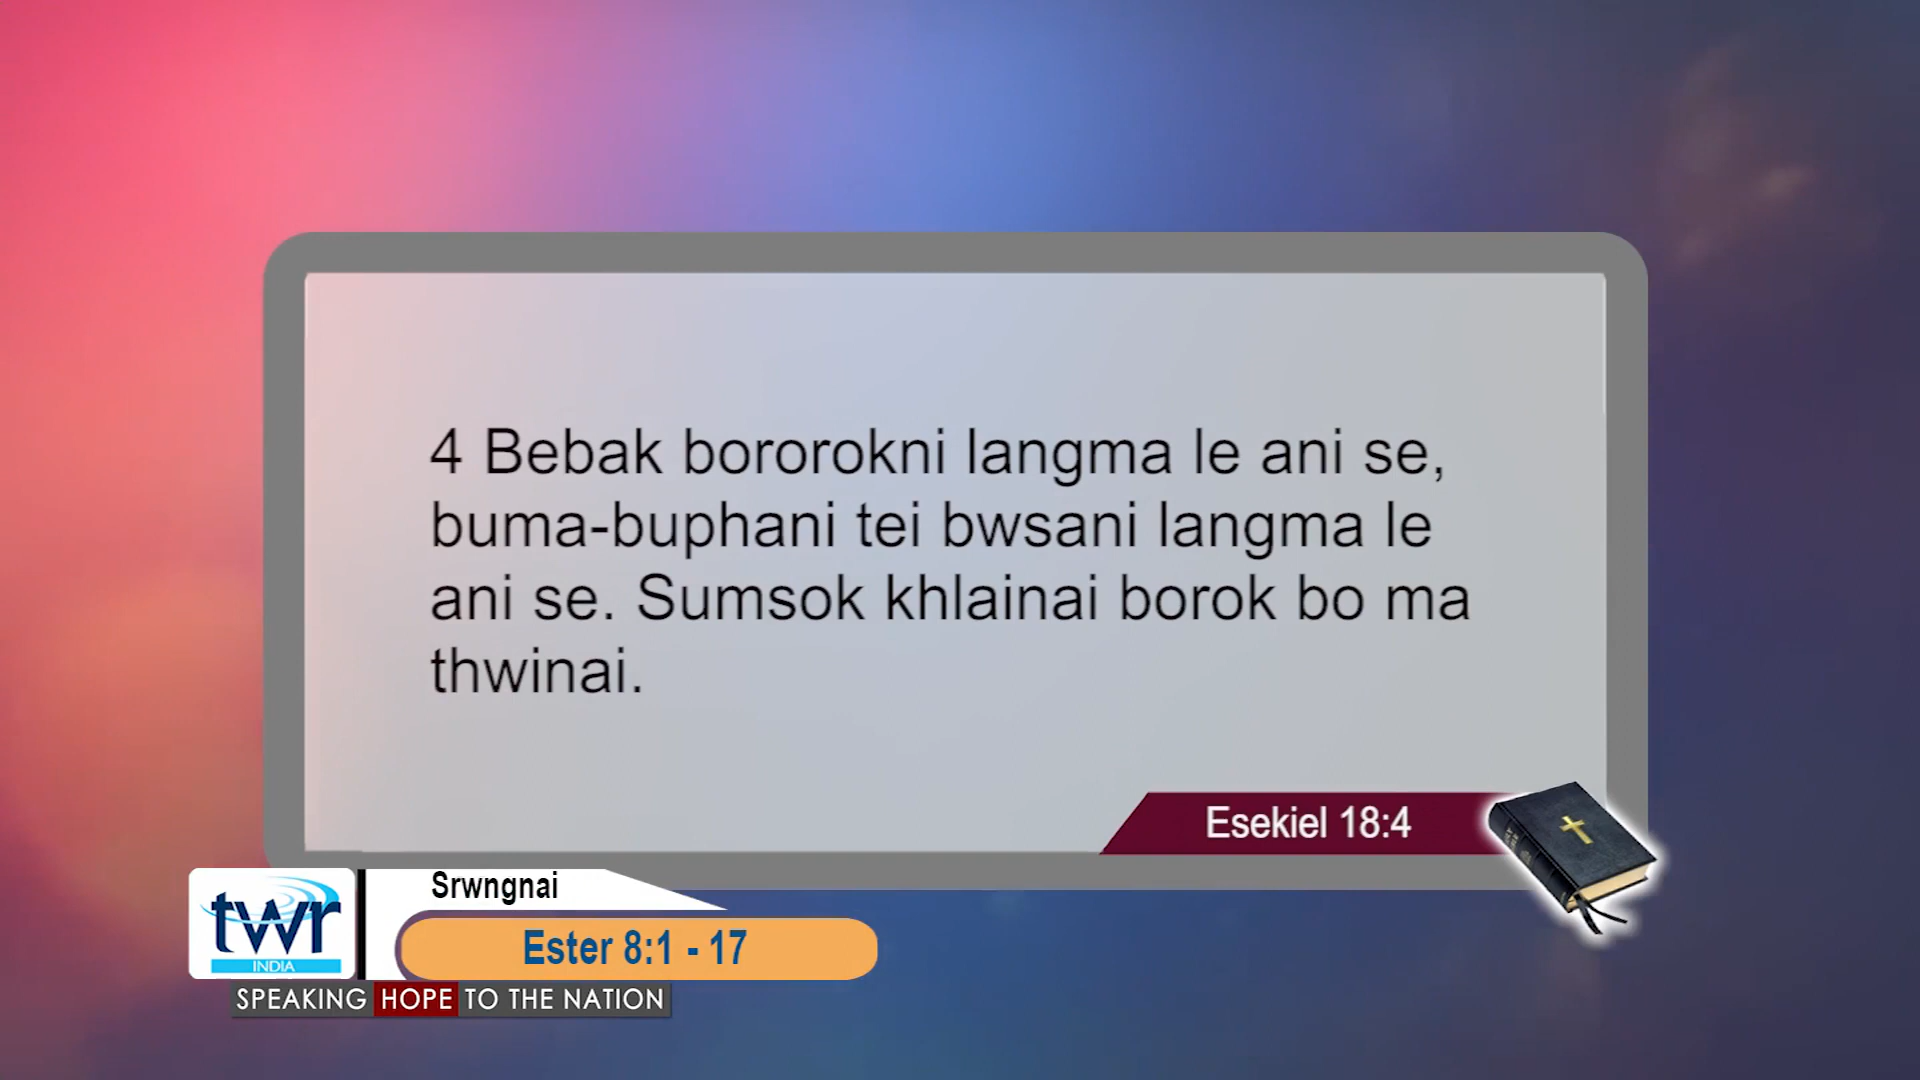 4 Bebak bororokni langma le ani se,
buma-buphani tei bwsani langma le
ani se. Sumsok khlainai borok bo ma
thwinai.
Esekiel 18:4
Srwngnai
Ester 8:1 - 17
twr
INDIA
SPEAKING HOPE TO THE NATION